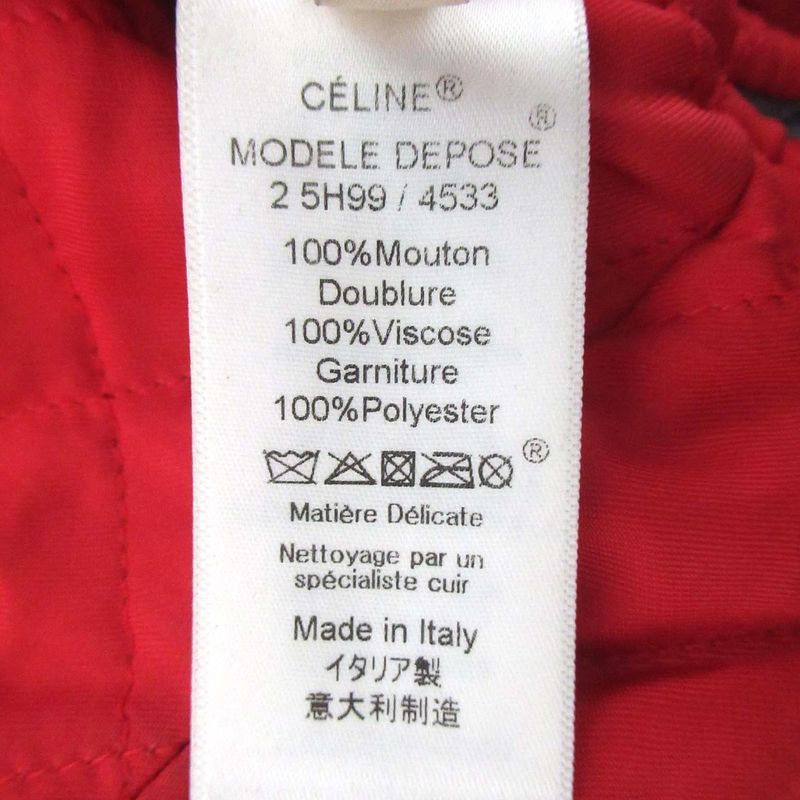 CÉLINE®
MODELE DEPOSE®
2 5H99 / 4533
100%Mouton
Doublure
100%Viscose
Garniture
100%Polyester
®
Matière Délicate
Nettoyage par un
spécialiste cuir
Made in Italy
イタリア製
意大利制造